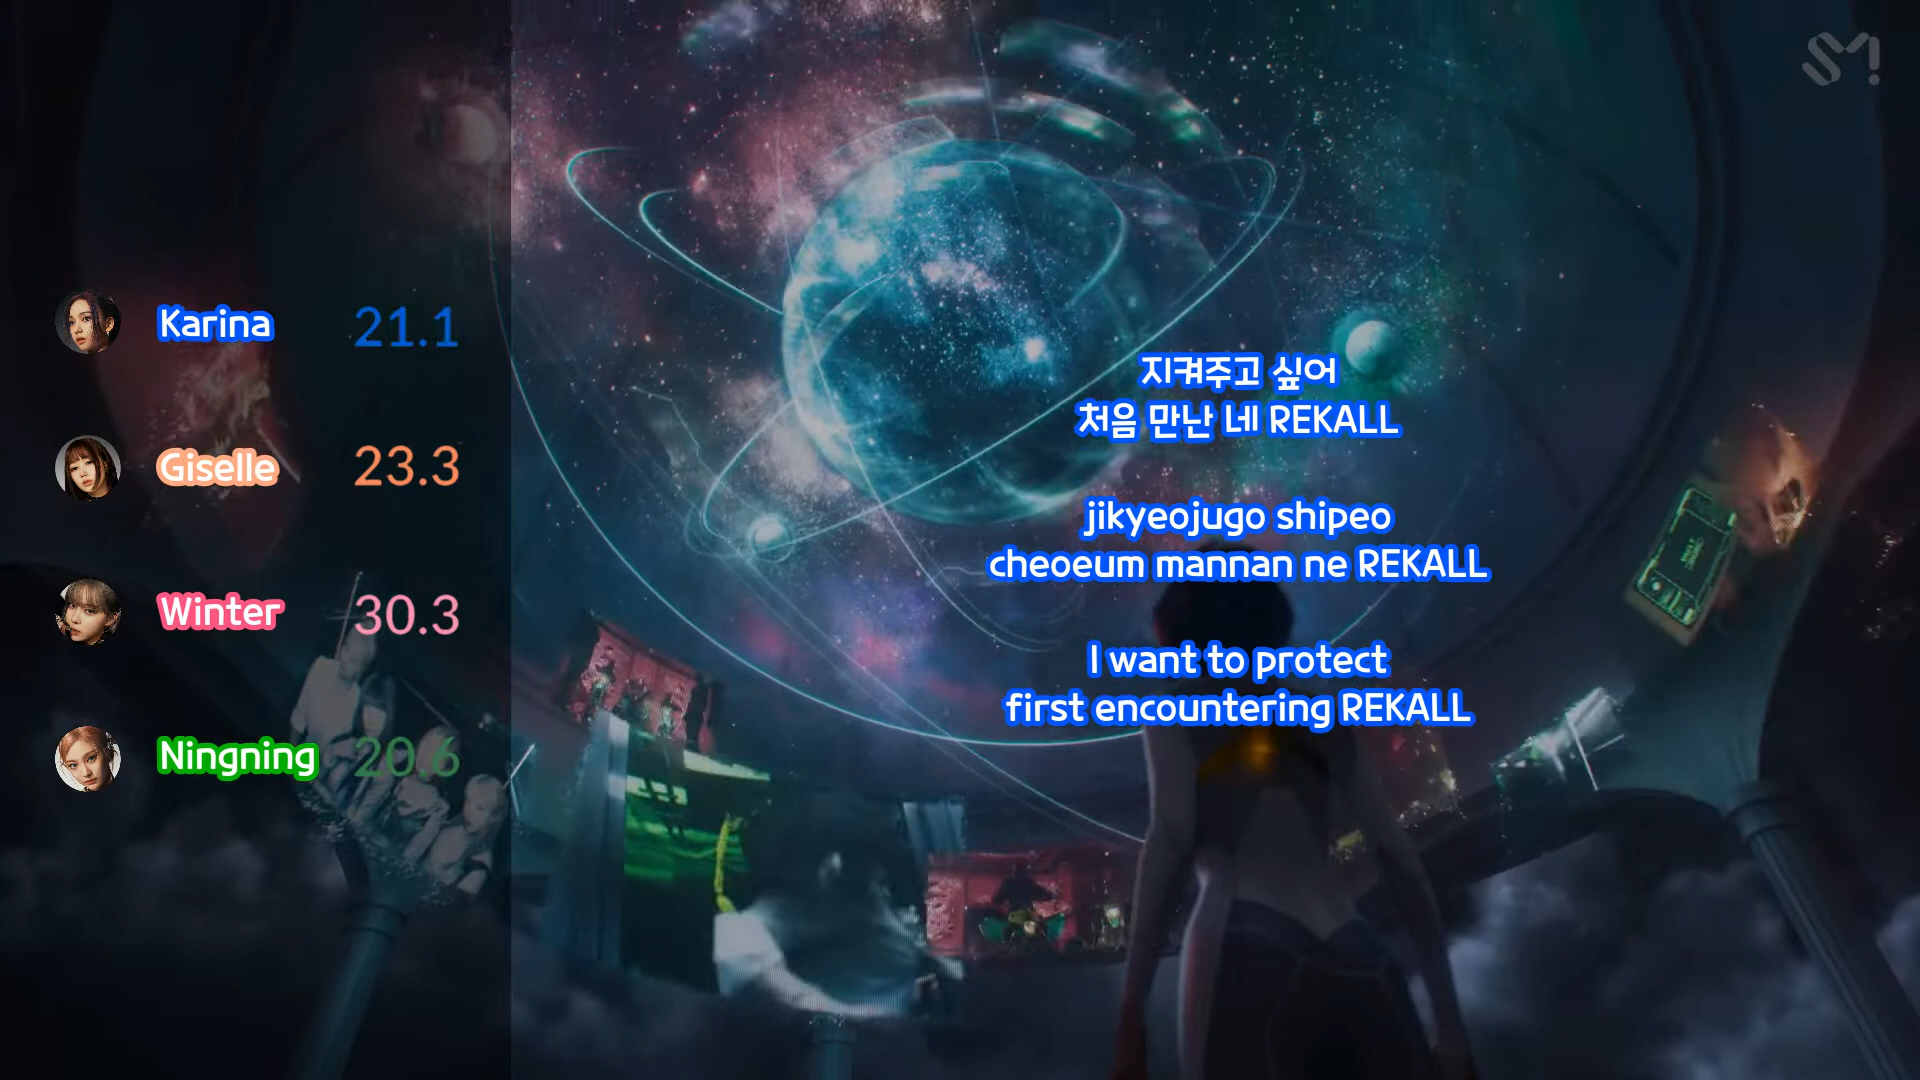 SM!
Karina 21.1
Giselle 23.3
Winter 30.3
Ningning 20.6
지켜주고 싶어
처음 만난 네 REKALL
jikyeojugo shipeo
cheoeum mannan ne REKALL
I want to protect
first encountering REKALL